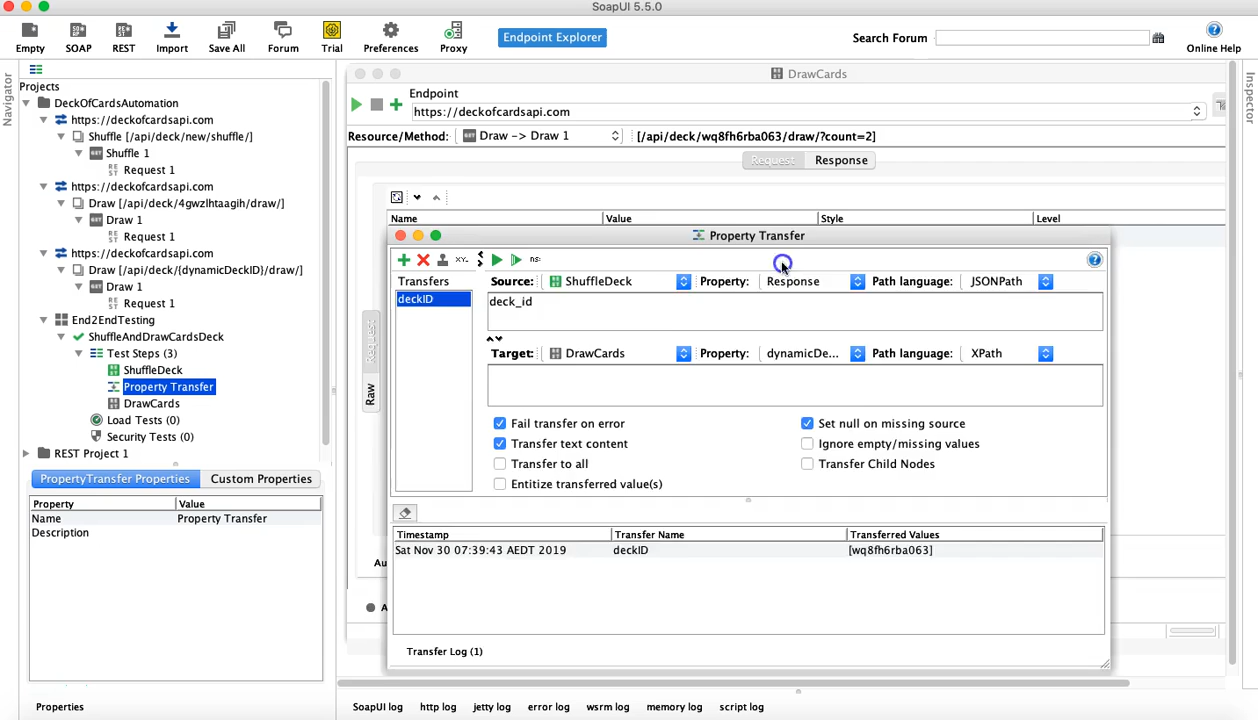 SoapUI 5.5.0
Empty SOAP REST Import Save All Forum Trial Preferences Proxy Endpoint Explorer Search Forum Online Help
Navigator
Projects
DeckOfCardsAutomation
https://deckofcardsapi.com
Shuffle [/api/deck/new/shuffle/]
GET Shuffle 1
Request 1
https://deckofcardsapi.com
Draw [/api/deck/4gwzlhtaagih/draw/]
GET Draw 1
Request 1
https://deckofcardsapi.com
Draw [/api/deck/{dynamicDeckID}/draw/]
GET Draw 1
Request 1
End2EndTesting
ShuffleAndDrawCardsDeck
Test Steps (3)
ShuffleDeck
Property Transfer
DrawCards
Load Tests (0)
Security Tests (0)
REST Project 1
PropertyTransfer Properties Custom Properties
Property Value
Name Property Transfer
Description
Properties
DrawCards
Endpoint
https://deckofcardsapi.com
Resource/Method: Draw -> Draw 1 [/api/deck/wq8fh6rba063/draw/?count=2]
Request Response
Name Value Style Level
Request
Raw
Property Transfer
XY.. ns:
Transfers Source: ShuffleDeck Property: Response Path language: JSONPath
deckID
deck_id
Target: DrawCards Property: dynamicDe... Path language: XPath
Fail transfer on error Set null on missing source
Transfer text content Ignore empty/missing values
Transfer to all Transfer Child Nodes
Entitize transferred value(s)
Timestamp Transfer Name Transferred Values
Sat Nov 30 07:39:43 AEDT 2019 deckID [wq8fh6rba063]
Au
A
Transfer Log (1)
SoapUI log http log jetty log error log wsrm log memory log script log
Inspector